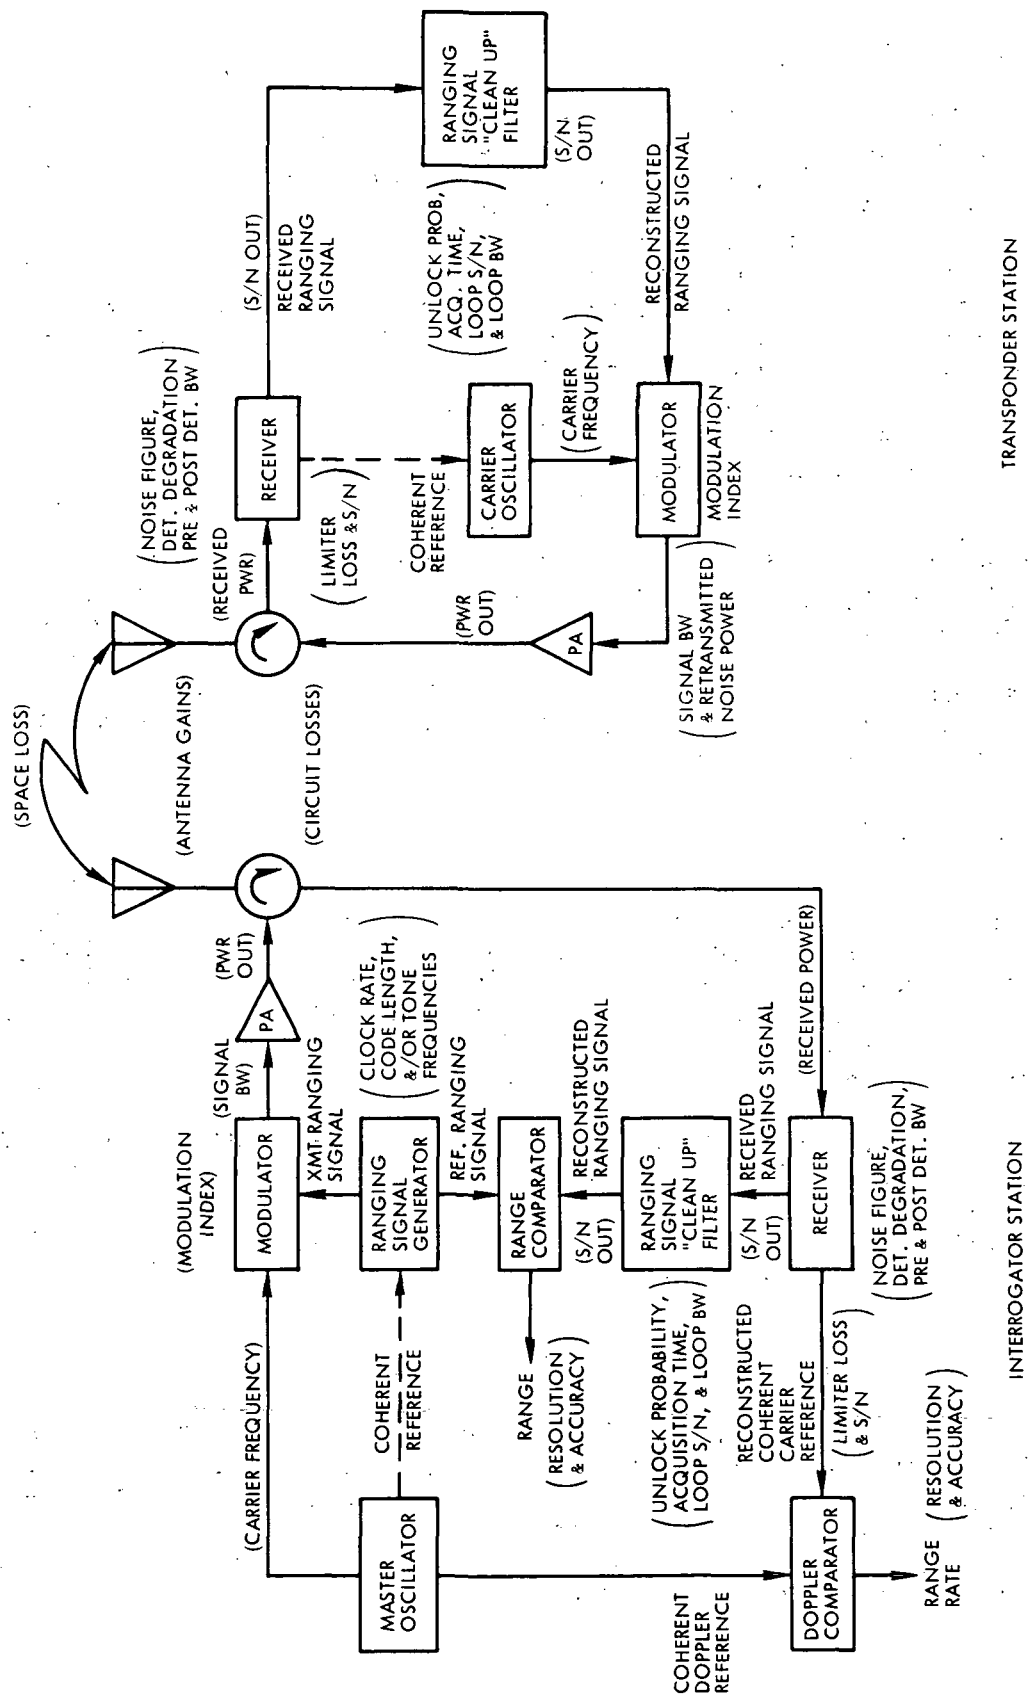 (SPACE LOSS)
(ANTENNA GAINS)
(CIRCUIT LOSSES)
(CARRIER FREQUENCY)
MASTER
OSCILLATOR
COHERENT
REFERENCE
(MODULATION
INDEX)
MODULATOR
(SIGNAL
BW)
PA
(PWR
OUT)
XMT RANGING
SIGNAL
RANGING
SIGNAL
GENERATOR
(CLOCK RATE,
CODE LENGTH,
&/OR TONE
FREQUENCIES)
REF. RANGING
SIGNAL
RANGE
COMPARATOR
RANGE
(RESOLUTION
& ACCURACY)
(S/N
OUT)
RECONSTRUCTED
RANGING SIGNAL
RANGING
SIGNAL
"CLEAN UP"
FILTER
(UNLOCK PROBABILITY,
ACQUISITION TIME,
LOOP S/N, & LOOP BW)
(S/N
OUT)
RECEIVED
RANGING SIGNAL
(RECEIVED POWER)
RECEIVER
(NOISE FIGURE,
DET. DEGRADATION,
PRE & POST DET. BW)
RECONSTRUCTED
COHERENT
CARRIER
REFERENCE
(LIMITER LOSS
& S/N)
COHERENT
DOPPLER
REFERENCE
DOPPLER
COMPARATOR
RANGE
RATE
(RESOLUTION
& ACCURACY)
INTERROGATOR STATION
(NOISE FIGURE,
DET. DEGRADATION
PRE & POST DET. BW)
(RECEIVED
PWR)
RECEIVER
(S/N OUT)
RECEIVED
RANGING
SIGNAL
(LIMITER
LOSS & S/N)
COHERENT
REFERENCE
RANGING
SIGNAL
"CLEAN UP"
FILTER
(UNLOCK PROB,
ACQ. TIME,
LOOP S/N,
& LOOP BW)
(S/N
OUT)
CARRIER
OSCILLATOR
(CARRIER
FREQUENCY)
RECONSTRUCTED
RANGING SIGNAL
MODULATOR
MODULATION
INDEX
(PWR
OUT)
PA
(SIGNAL BW
& RETRANSMITTED
NOISE POWER)
TRANSPONDER STATION